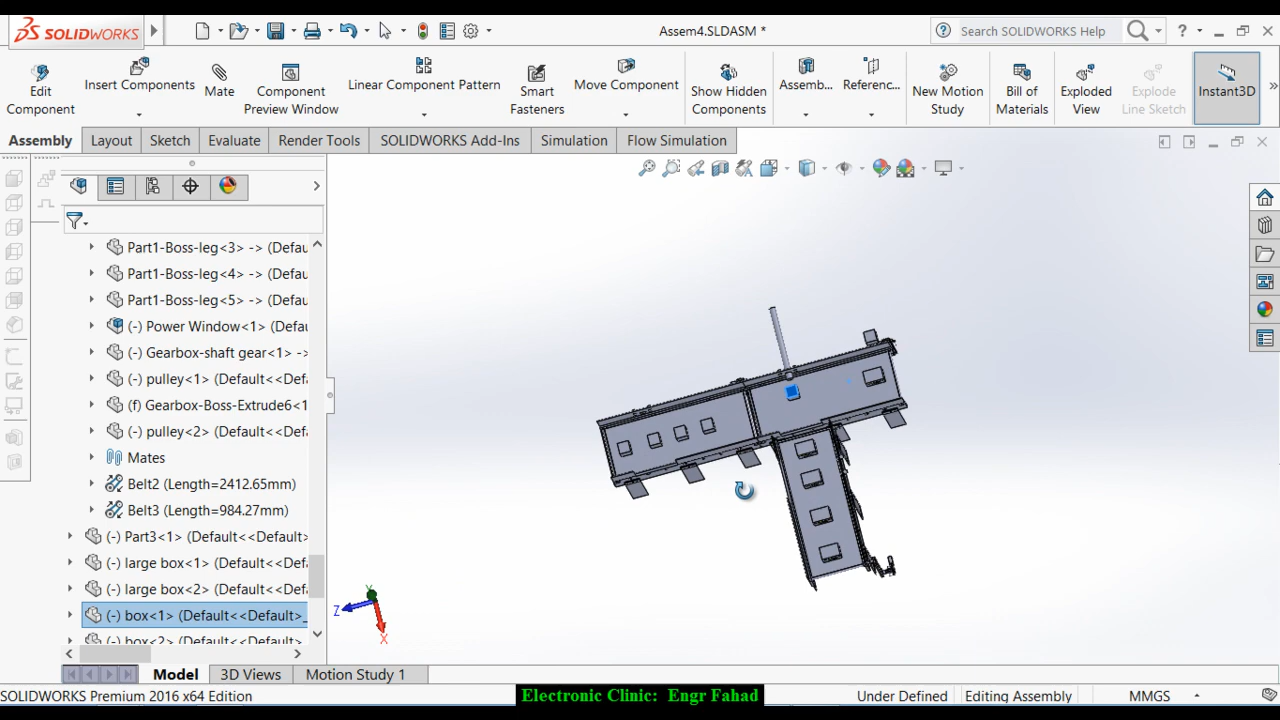 SOLIDWORKS
Assem4.SLDASM *
Search SOLIDWORKS Help
Edit Component
Insert Components
Mate
Component Preview Window
Linear Component Pattern
Smart Fasteners
Move Component
Show Hidden Components
Assemb...
Referenc...
New Motion Study
Bill of Materials
Exploded View
Explode Line Sketch
Instant3D
Assembly
Layout
Sketch
Evaluate
Render Tools
SOLIDWORKS Add-Ins
Simulation
Flow Simulation
Part1-Boss-leg<3> -> (Defau
Part1-Boss-leg<4> -> (Defau
Part1-Boss-leg<5> -> (Defau
(-) Power Window<1> (Defau
(-) Gearbox-shaft gear<1> ->
(-) pulley<1> (Default<<Def
(f) Gearbox-Boss-Extrude6<1
(-) pulley<2> (Default<<Def
Mates
Belt2 (Length=2412.65mm)
Belt3 (Length=984.27mm)
(-) Part3<1> (Default<<Default>
(-) large box<1> (Default<<Defa
(-) large box<2> (Default<<Defa
(-) box<1> (Default<<Default>_
(-) box<2> (Default<<Default>
Y
Z
X
Model
3D Views
Motion Study 1
SOLIDWORKS Premium 2016 x64 Edition
Electronic Clinic: Engr Fahad
Under Defined
Editing Assembly
MMGS